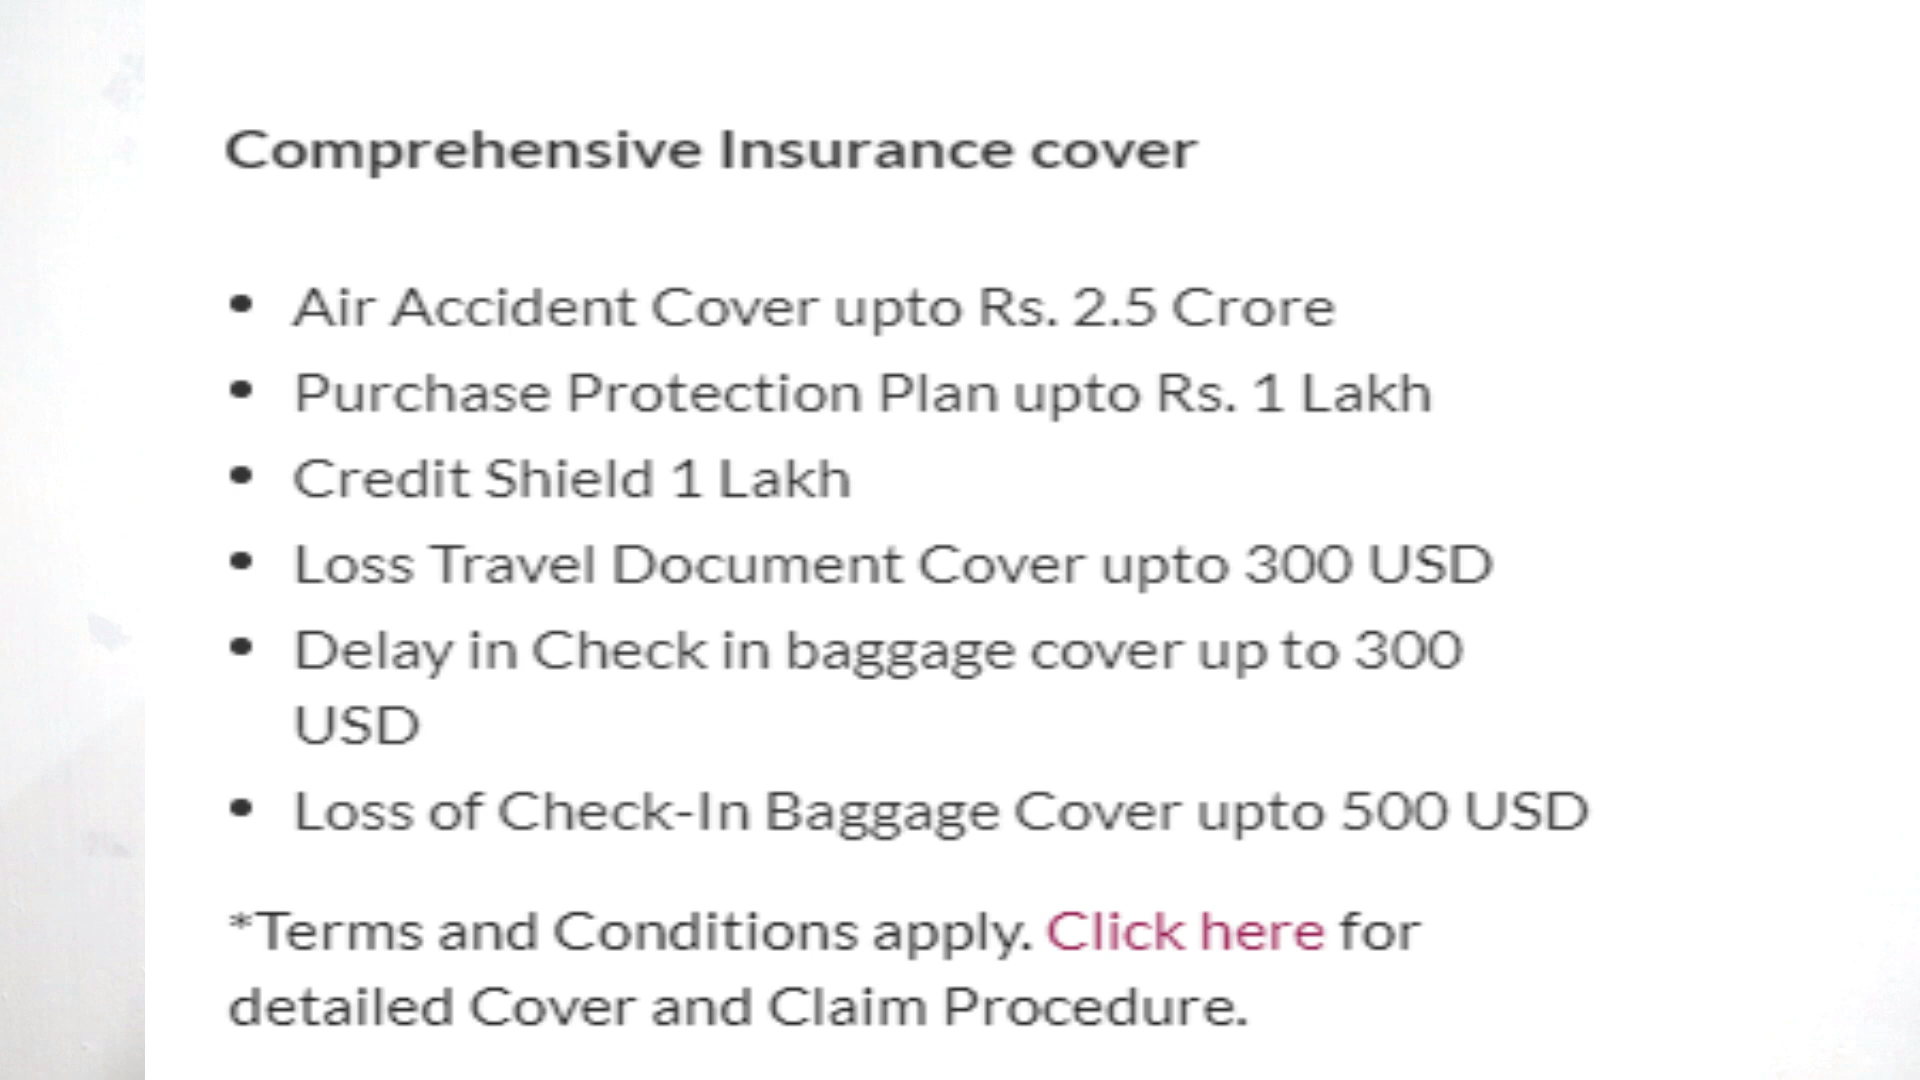 Comprehensive Insurance cover
• Air Accident Cover upto Rs. 2.5 Crore
• Purchase Protection Plan upto Rs. 1 Lakh
• Credit Shield 1 Lakh
• Loss Travel Document Cover upto 300 USD
• Delay in Check in baggage cover up to 300
USD
• Loss of Check-In Baggage Cover upto 500 USD
*Terms and Conditions apply. Click here for
detailed Cover and Claim Procedure.